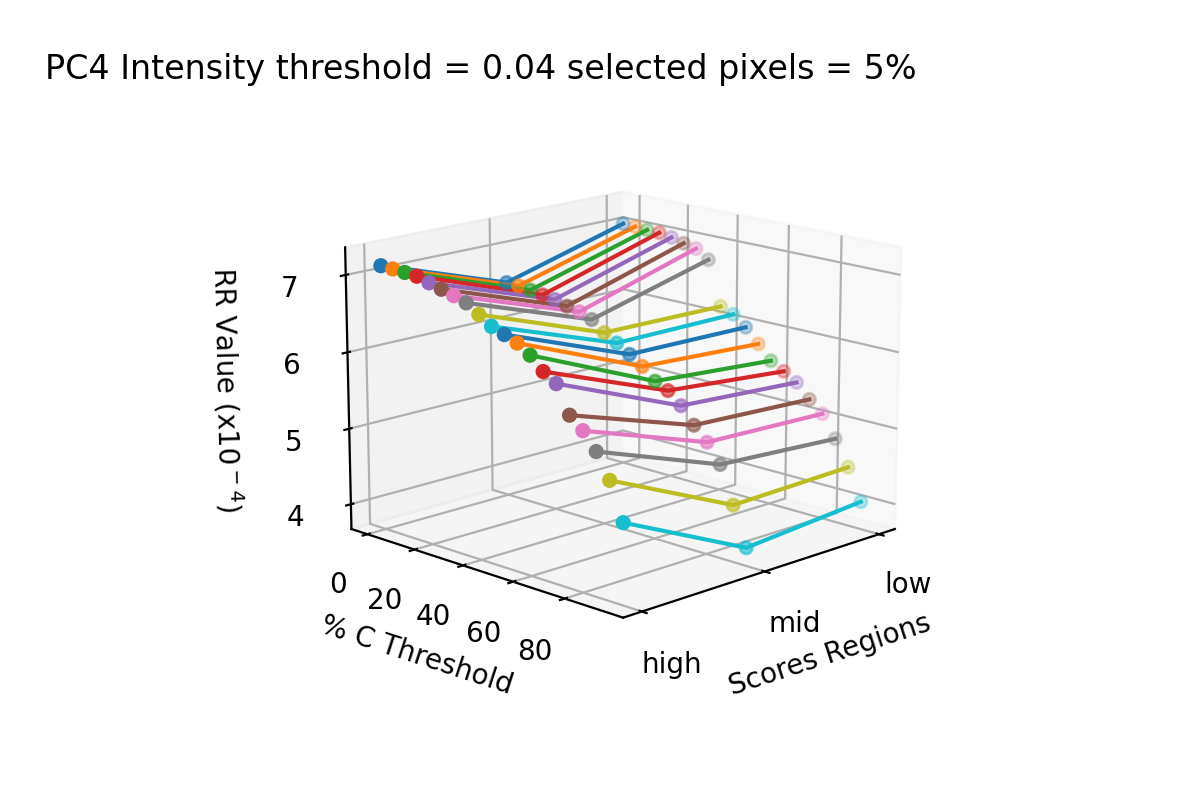 PC4 Intensity threshold = 0.04 selected pixels = 5%
RR Value (x10⁻⁴)
7
6
5
4
0
20
40
60
80
% C Threshold
high
mid
low
Scores Regions